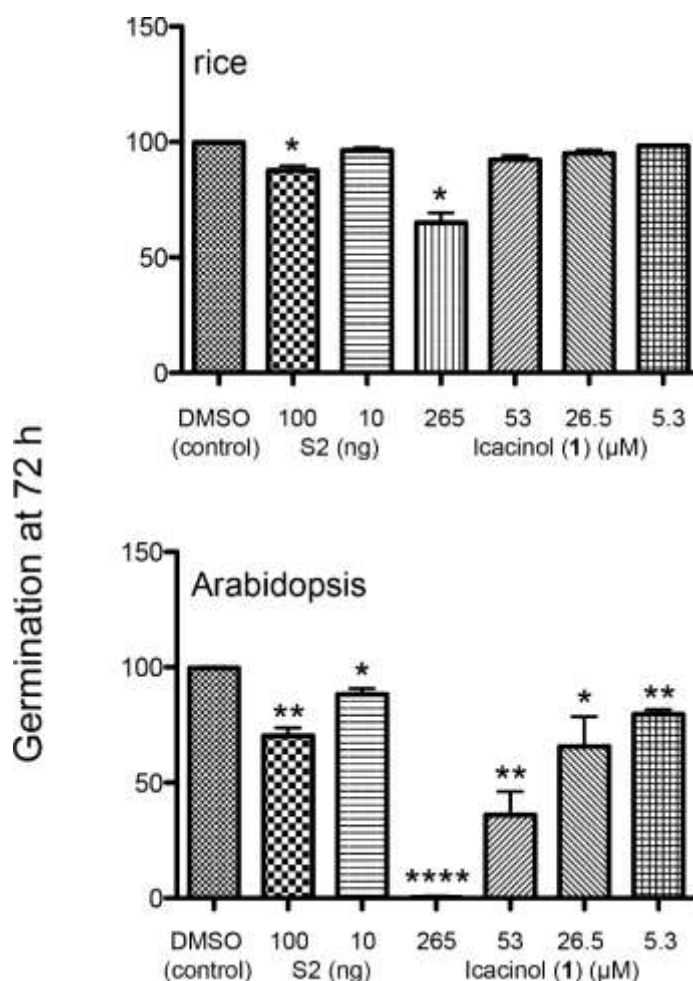 Germination at 72 h
150
rice
*
*
100
50
0
DMSO 100 10 265 53 26.5 5.3
(control) S2 (ng) Icacinol (1) (µM)
150
Arabidopsis
** * **** ** * **
100
50
0
DMSO 100 10 265 53 26.5 5.3
(control) S2 (ng) Icacinol (1) (µM)